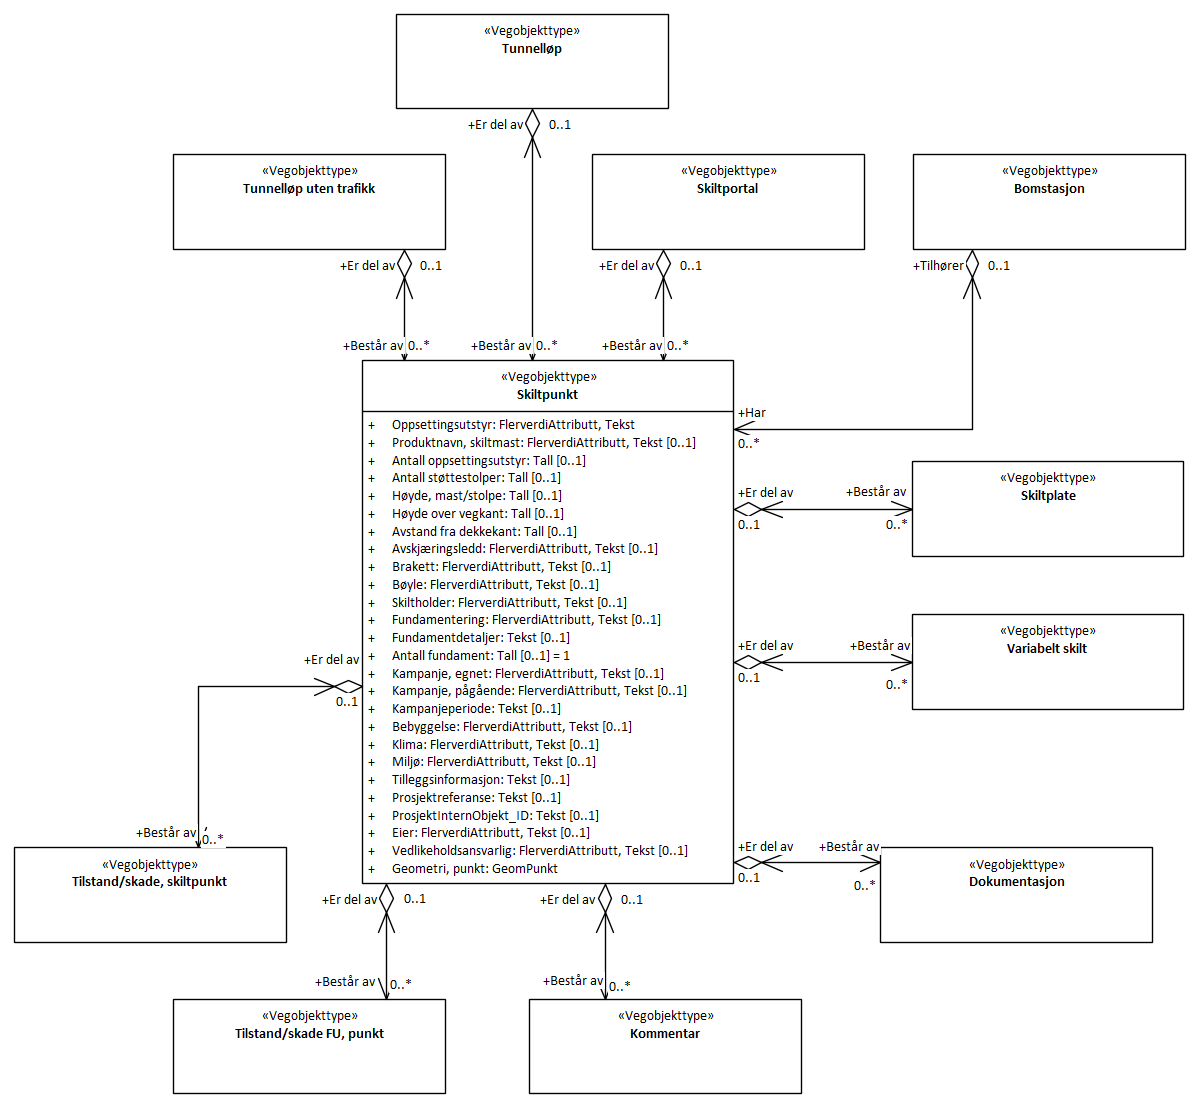 «Vegobjekttype»
Tunnelløp
+Er del av
0..1
«Vegobjekttype»
Tunnelløp uten trafikk
«Vegobjekttype»
Skiltportal
«Vegobjekttype»
Bomstasjon
+Er del av
0..1
+Er del av
0..1
+Tilhører
0..1
+Består av
0..*
+Består av
0..*
+Består av
0..*
«Vegobjekttype»
Skiltpunkt
+ Oppsettingsutstyr: FlerverdiAttributt, Tekst
+ Produktnavn, skiltmast: FlerverdiAttributt, Tekst [0..1]
+ Antall oppsettingsutstyr: Tall [0..1]
+ Antall støttestolper: Tall [0..1]
+ Høyde, mast/stolpe: Tall [0..1]
+ Høyde over vegkant: Tall [0..1]
+ Avstand fra dekkekant: Tall [0..1]
+ Avskjæringsledd: FlerverdiAttributt, Tekst [0..1]
+ Brakett: FlerverdiAttributt, Tekst [0..1]
+ Bøyle: FlerverdiAttributt, Tekst [0..1]
+ Skiltholder: FlerverdiAttributt, Tekst [0..1]
+ Fundamentering: FlerverdiAttributt, Tekst [0..1]
+ Fundamentdetaljer: Tekst [0..1]
+ Antall fundament: Tall [0..1] = 1
+ Kampanje, egnet: FlerverdiAttributt, Tekst [0..1]
+ Kampanje, pågående: FlerverdiAttributt, Tekst [0..1]
+ Kampanjeperiode: Tekst [0..1]
+ Bebyggelse: FlerverdiAttributt, Tekst [0..1]
+ Klima: FlerverdiAttributt, Tekst [0..1]
+ Miljø: FlerverdiAttributt, Tekst [0..1]
+ Tilleggsinformasjon: Tekst [0..1]
+ Prosjektreferanse: Tekst [0..1]
+ ProsjektInternObjekt_ID: Tekst [0..1]
+ Eier: FlerverdiAttributt, Tekst [0..1]
+ Vedlikeholdsansvarlig: FlerverdiAttributt, Tekst [0..1]
+ Geometri, punkt: GeomPunkt
+Har
0..*
+Er del av
0..1
+Består av
0..*
«Vegobjekttype»
Skiltplate
+Er del av
0..1
+Består av
0..*
«Vegobjekttype»
Variabelt skilt
+Er del av
0..1
+Består av
0..*
«Vegobjekttype»
Tilstand/skade, skiltpunkt
+Er del av
0..1
+Består av
0..*
«Vegobjekttype»
Dokumentasjon
+Er del av
0..1
+Består av
0..*
«Vegobjekttype»
Tilstand/skade FU, punkt
+Er del av
0..1
+Består av
0..*
«Vegobjekttype»
Kommentar